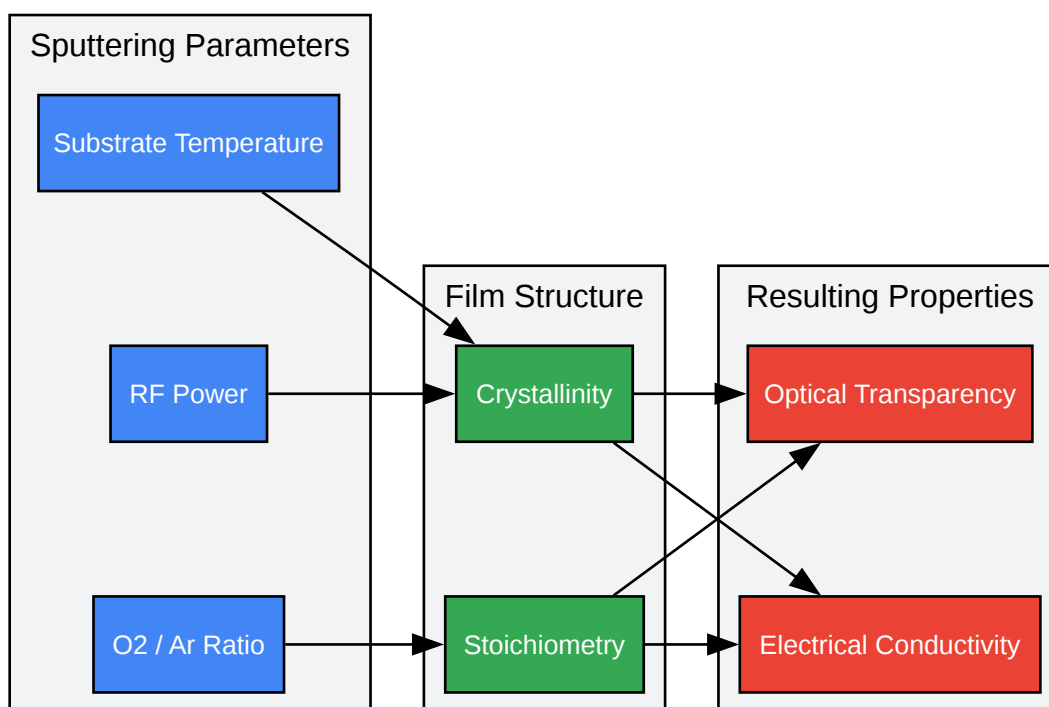 Sputtering Parameters
Substrate Temperature
RF Power
O2 / Ar Ratio
Film Structure
Crystallinity
Stoichiometry
Resulting Properties
Optical Transparency
Electrical Conductivity